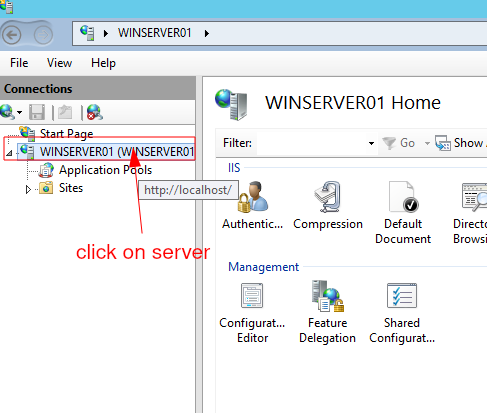 WINSERVER01
File View Help
Connections
Start Page
WINSERVER01 (WINSERVER01
Application Pools
Sites
http://localhost/
click on server
WINSERVER01 Home
Filter: Go Show A
IIS
Authentic... Compression Default Document Directo Browsi
Management
Configurat... Editor Feature Delegation Shared Configurat...